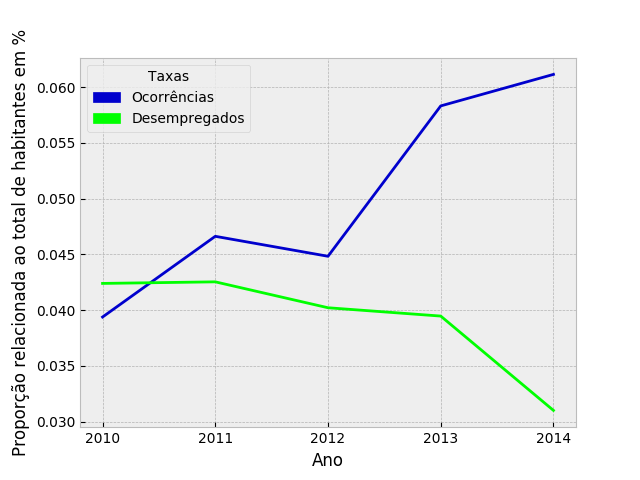 Proporção relacionada ao total de habitantes em %
Taxas
Ocorrências
Desempregados
0.060
0.055
0.050
0.045
0.040
0.035
0.030
2010 2011 2012 2013 2014
Ano